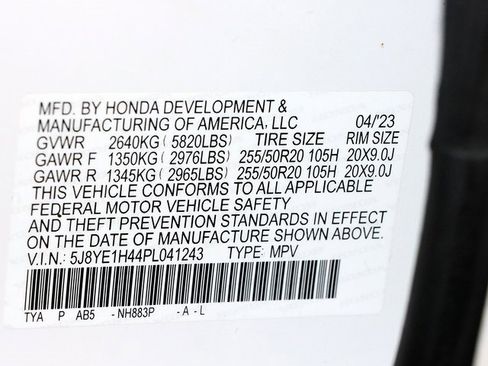 MFD. BY HONDA DEVELOPMENT &
MANUFACTURING OF AMERICA, LLC 04/'23
GVWR 2640KG ( 5820LBS) TIRE SIZE RIM SIZE
GAWR F 1350KG ( 2976LBS) 255/50R20 105H 20X9.0J
GAWR R 1345KG ( 2965LBS) 255/50R20 105H 20X9.0J
THIS VEHICLE CONFORMS TO ALL APPLICABLE
FEDERAL MOTOR VEHICLE SAFETY
AND THEFT PREVENTION STANDARDS IN EFFECT
ON THE DATE OF MANUFACTURE SHOWN ABOVE.
V.I.N.: 5J8YE1H44PL041243 TYPE: MPV
TYA P AB5 - NH883P - A - L